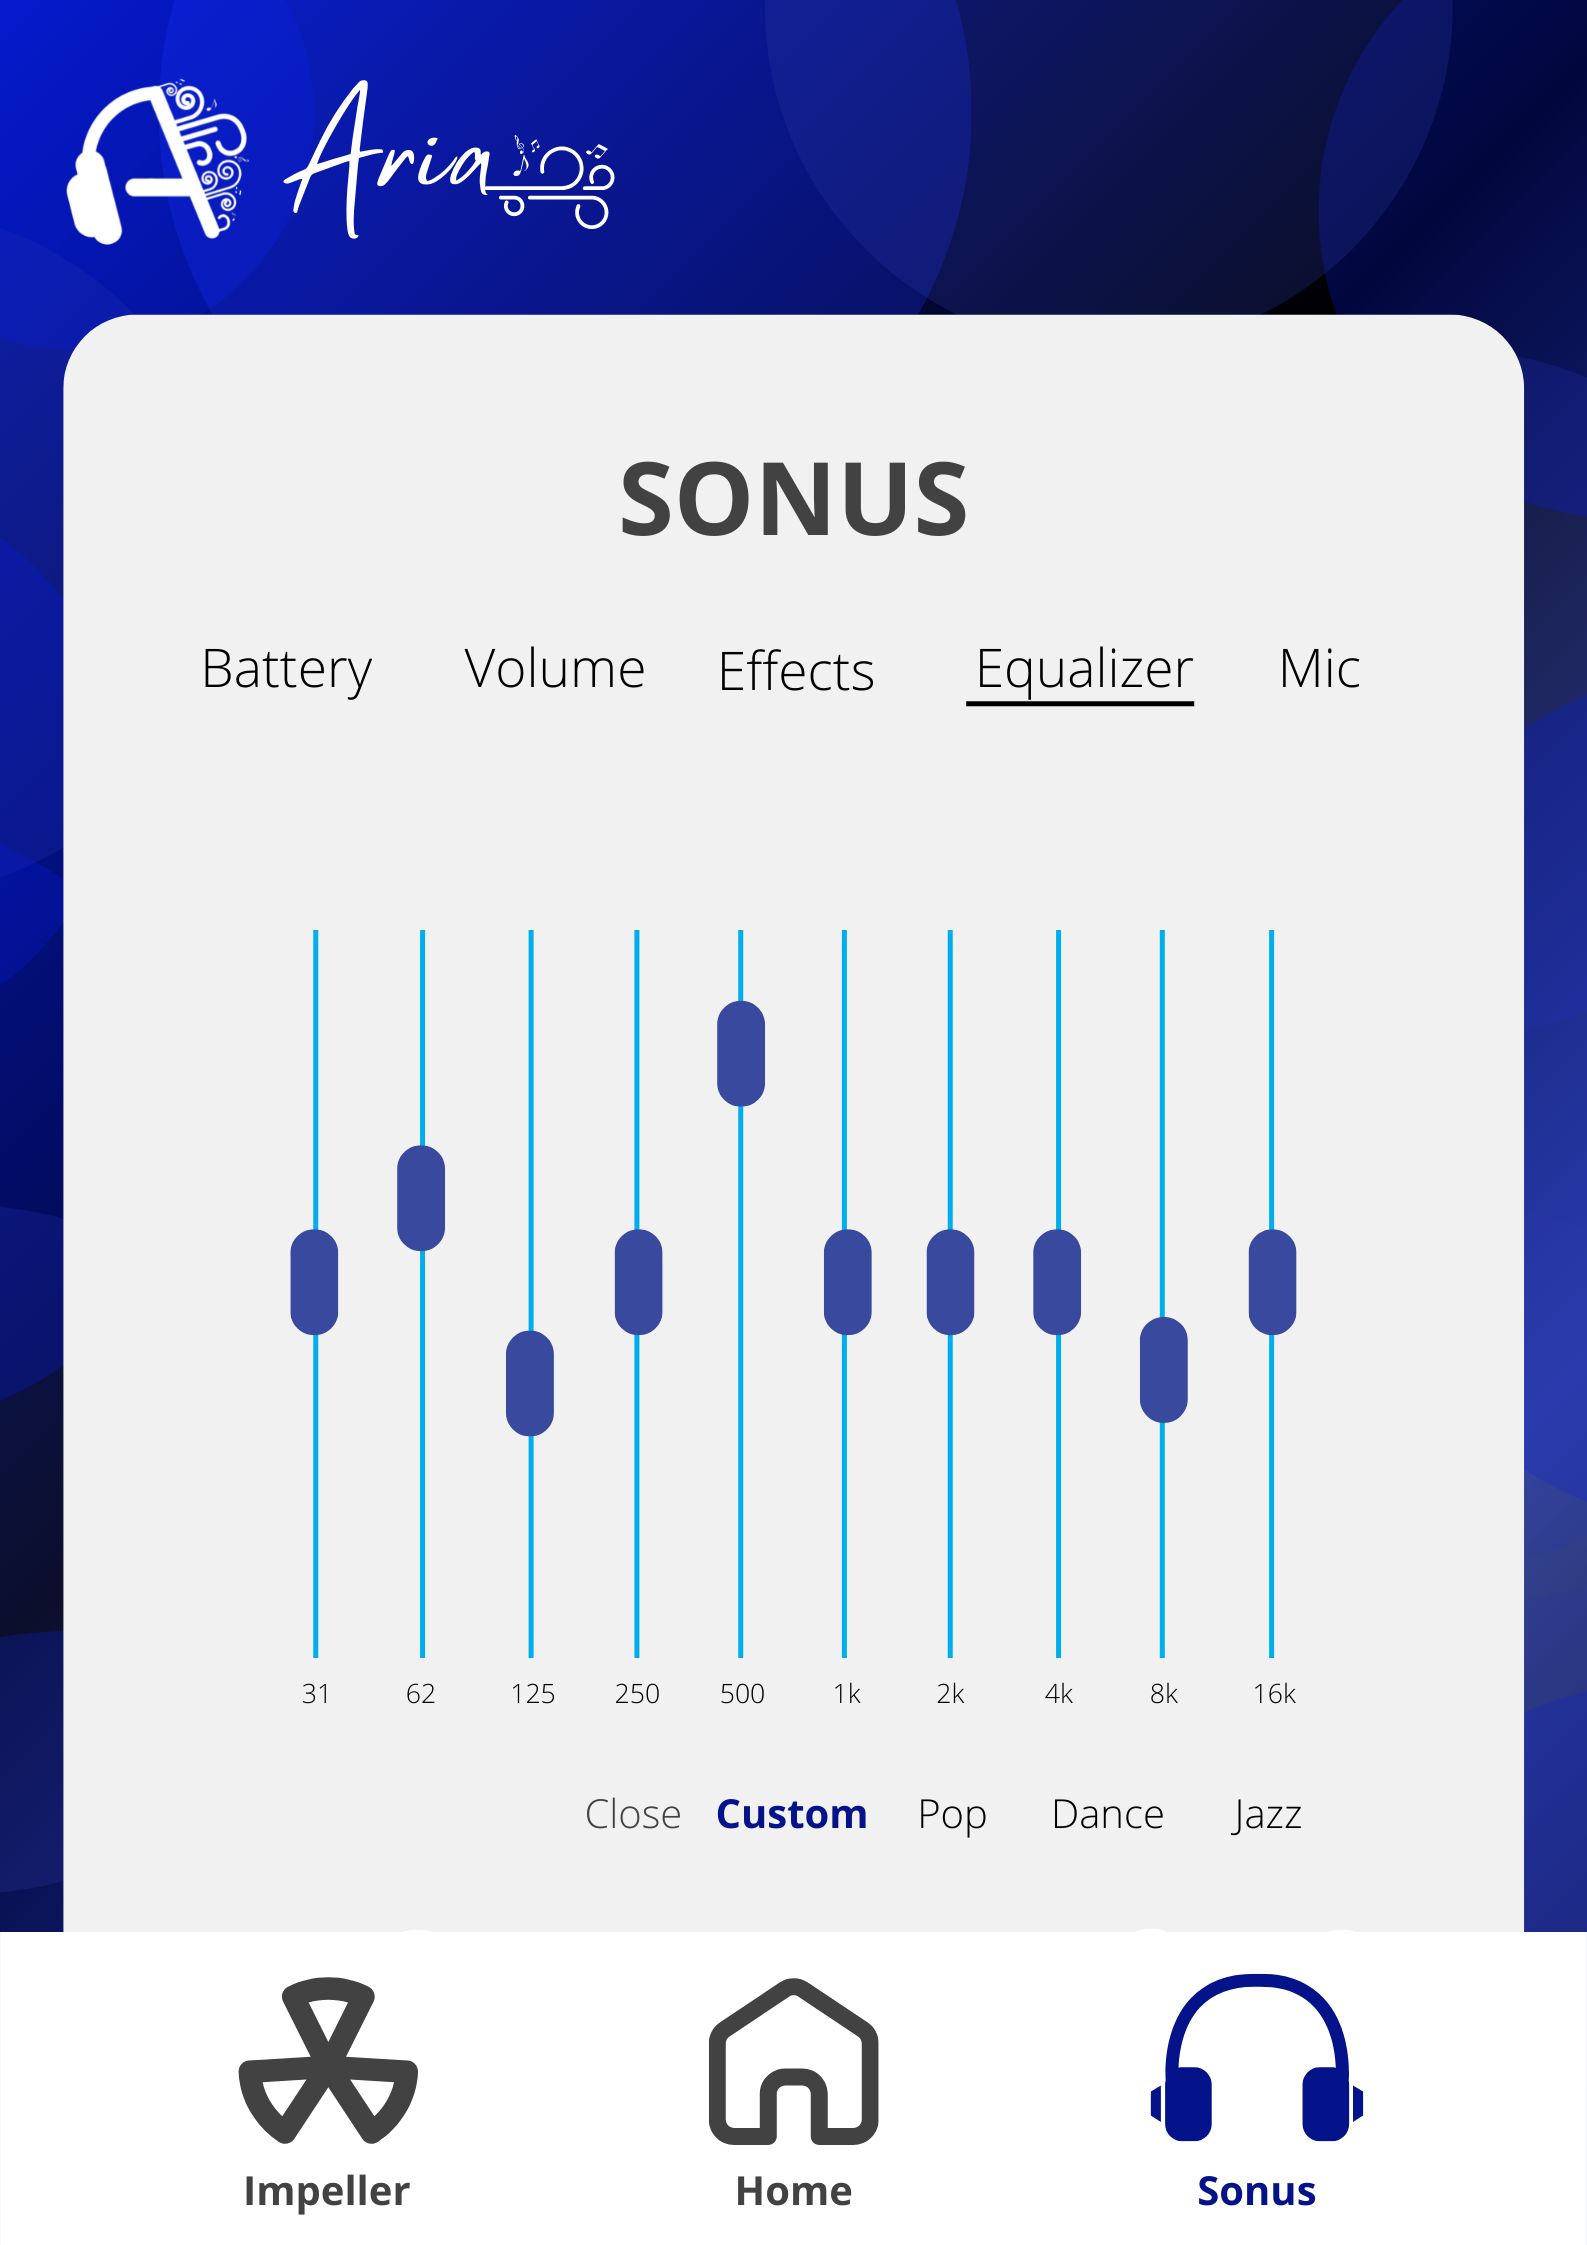 Aria
SONUS
Battery Volume Effects Equalizer Mic
31 62 125 250 500 1k 2k 4k 8k 16k
Close Custom Pop Dance Jazz
Impeller Home Sonus